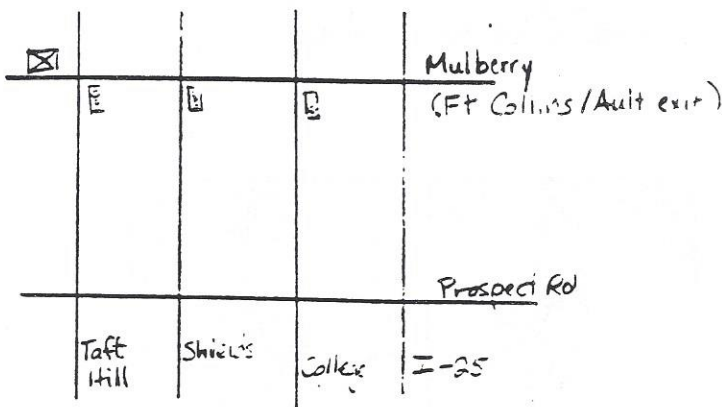 Mulberry
(Ft Collins/Ault exit)
Prospect Rd
Taft
Hill
Shields
College
I-25